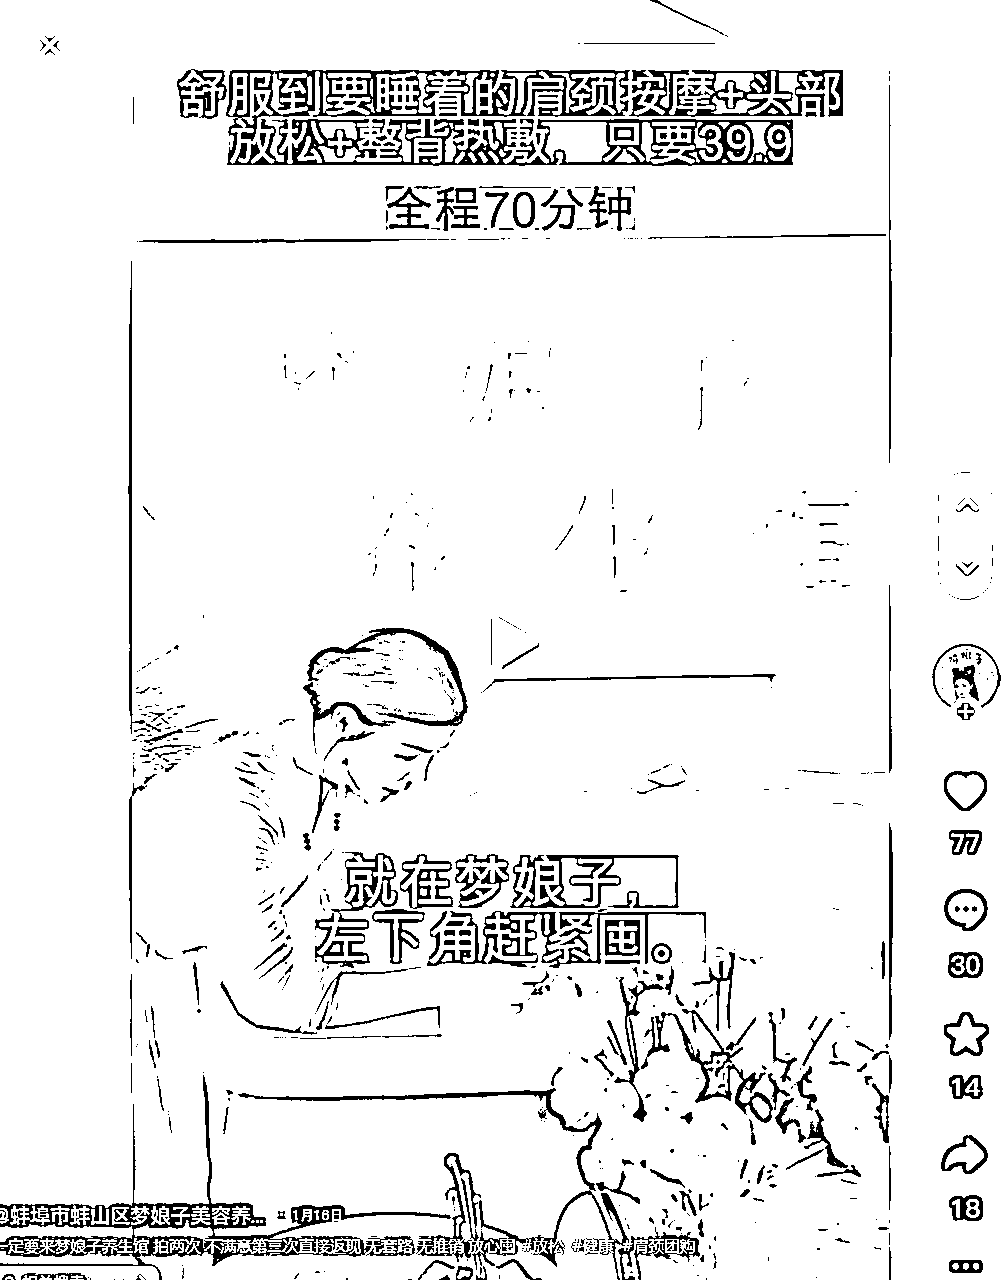 舒服到要睡着的肩颈按摩+头部
放松+整背热敷，只要39.9
全程70分钟
就在梦娘子，
左下角赶紧囤。
77
30
14
18
@蚌埠市蚌山区梦娘子美容养... 1月16日
一定要来梦娘子养生馆 拍两次 不满意第三次直接返现 无套路 无推销 放心囤 #放松 #健康 #肩颈团购